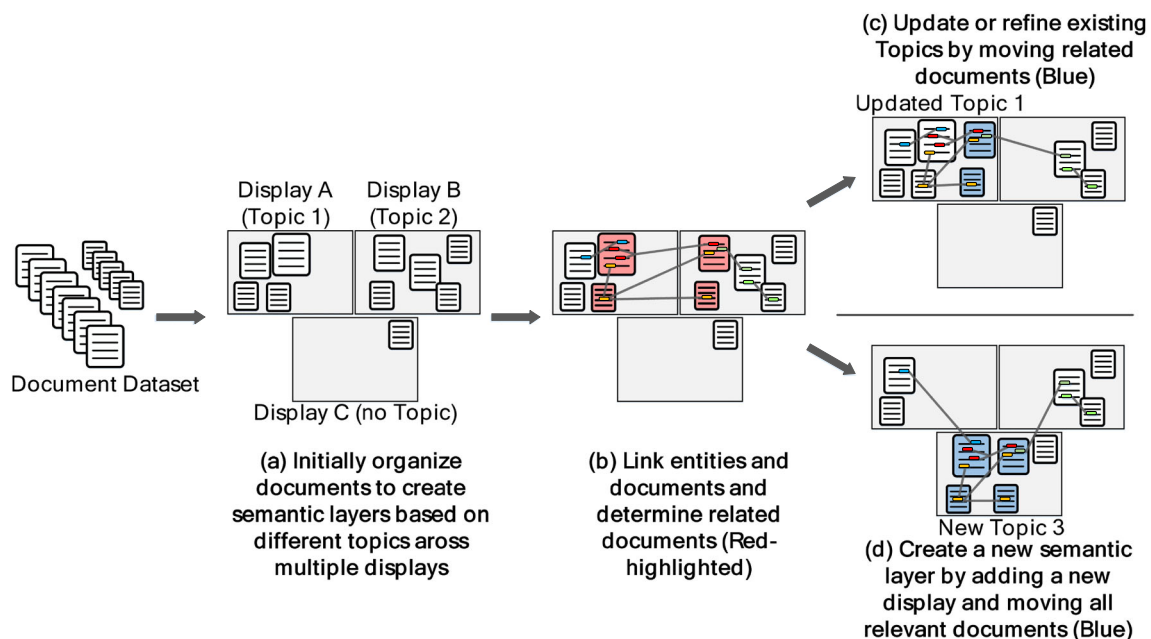 Document Dataset
Display A
(Topic 1)
Display B
(Topic 2)
Display C (no Topic)
(a) Initially organize
documents to create
semantic layers based on
different topics aross
multiple displays
(b) Link entities and
documents and
determine related
documents (Red-
highlighted)
(c) Update or refine existing
Topics by moving related
documents (Blue)
Updated Topic 1
New Topic 3
(d) Create a new semantic
layer by adding a new
display and moving all
relevant documents (Blue)